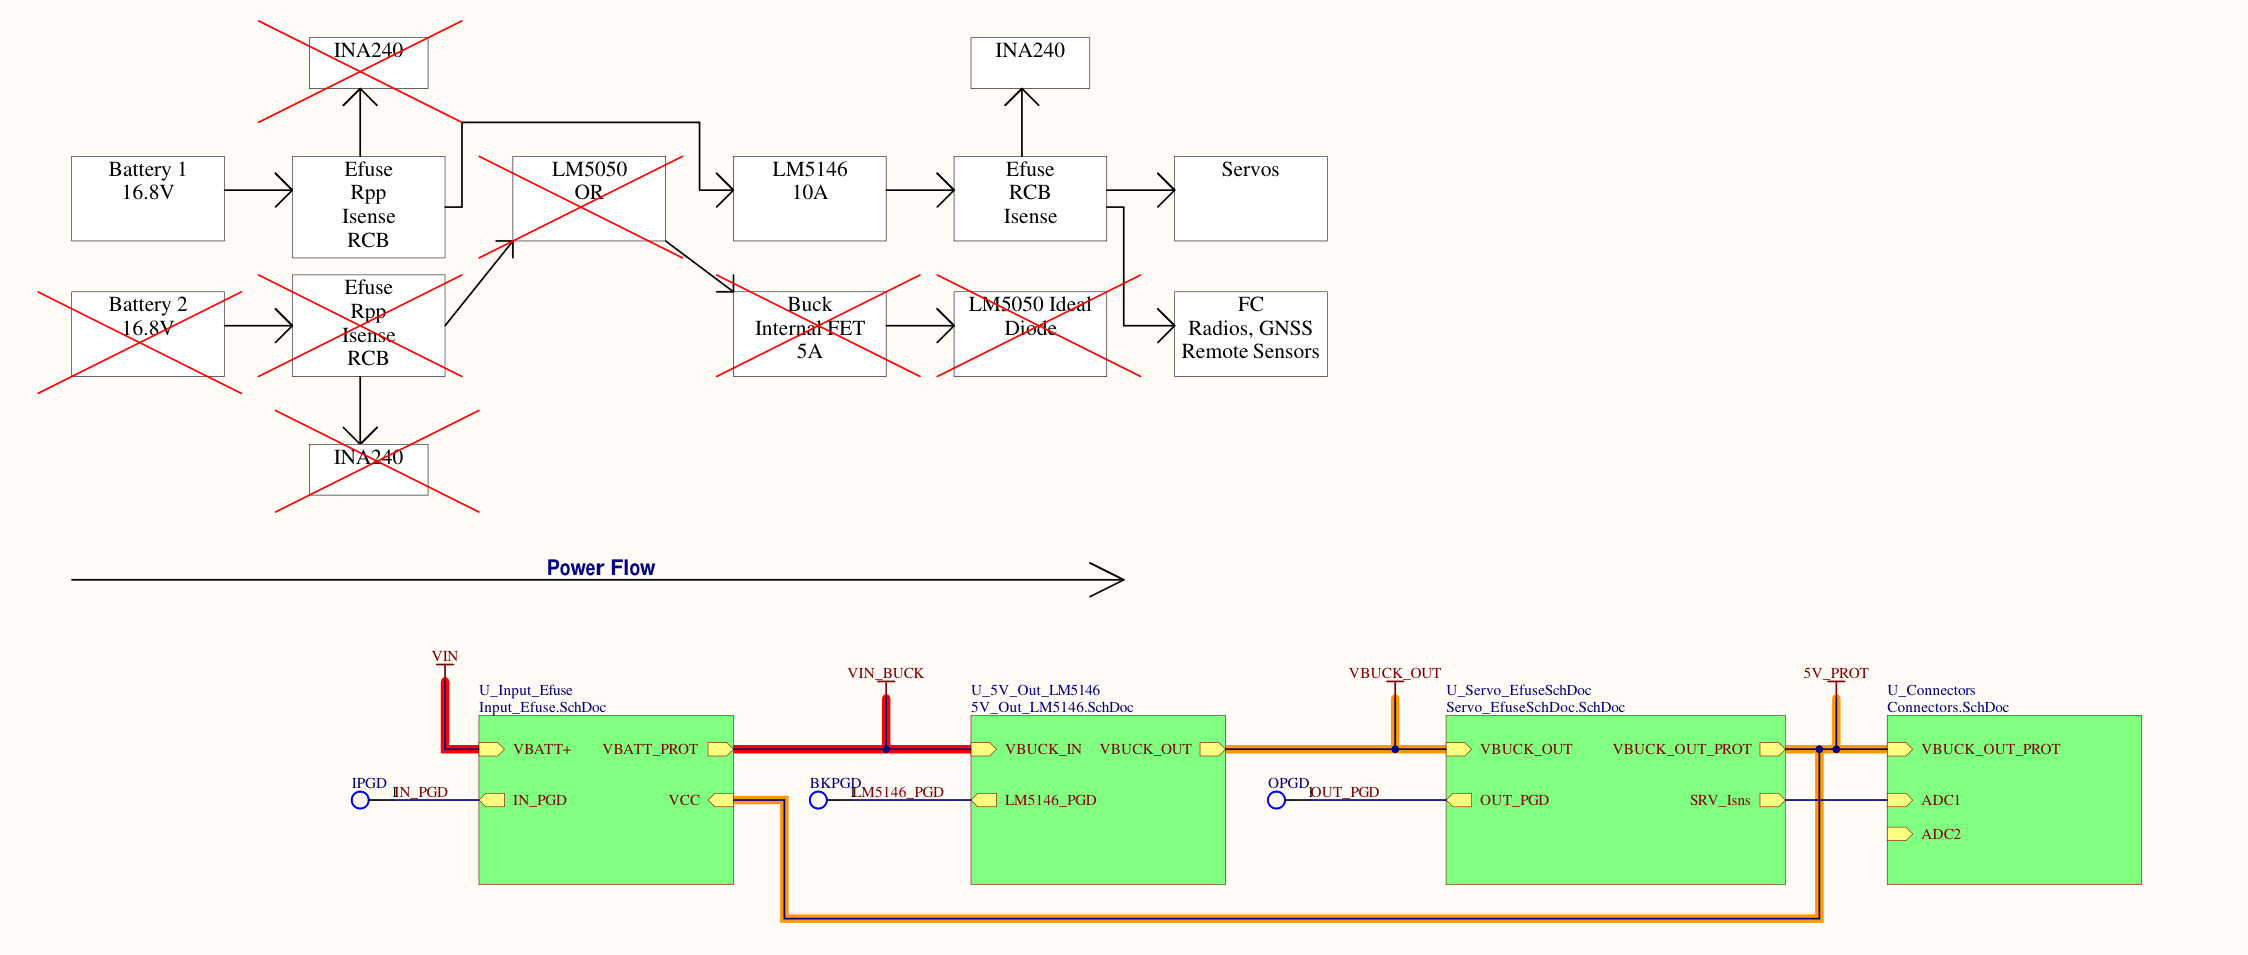 INA240
INA240
Battery 1
16.8V
Efuse
Rpp
Isense
RCB
LM5050
OR
LM5146
10A
Efuse
RCB
Isense
Servos
Battery 2
16.8V
Efuse
Rpp
Isense
RCB
Buck
Internal FET
5A
LM5050 Ideal
Diode
FC
Radios, GNSS
Remote Sensors
INA240
Power Flow
VIN
VIN_BUCK
VBUCK_OUT
5V_PROT
U_Input_Efuse
Input_Efuse.SchDoc
U_5V_Out_LM5146
5V_Out_LM5146.SchDoc
U_Servo_EfuseSchDoc
Servo_EfuseSchDoc.SchDoc
U_Connectors
Connectors.SchDoc
VBATT+
VBATT_PROT
VBUCK_IN
VBUCK_OUT
VBUCK_OUT
VBUCK_OUT_PROT
VBUCK_OUT_PROT
IPGD
1
IN_PGD
IN_PGD
VCC
BKPGD
1
LM5146_PGD
LM5146_PGD
OPGD
1
OUT_PGD
OUT_PGD
SRV_Isns
ADC1
ADC2